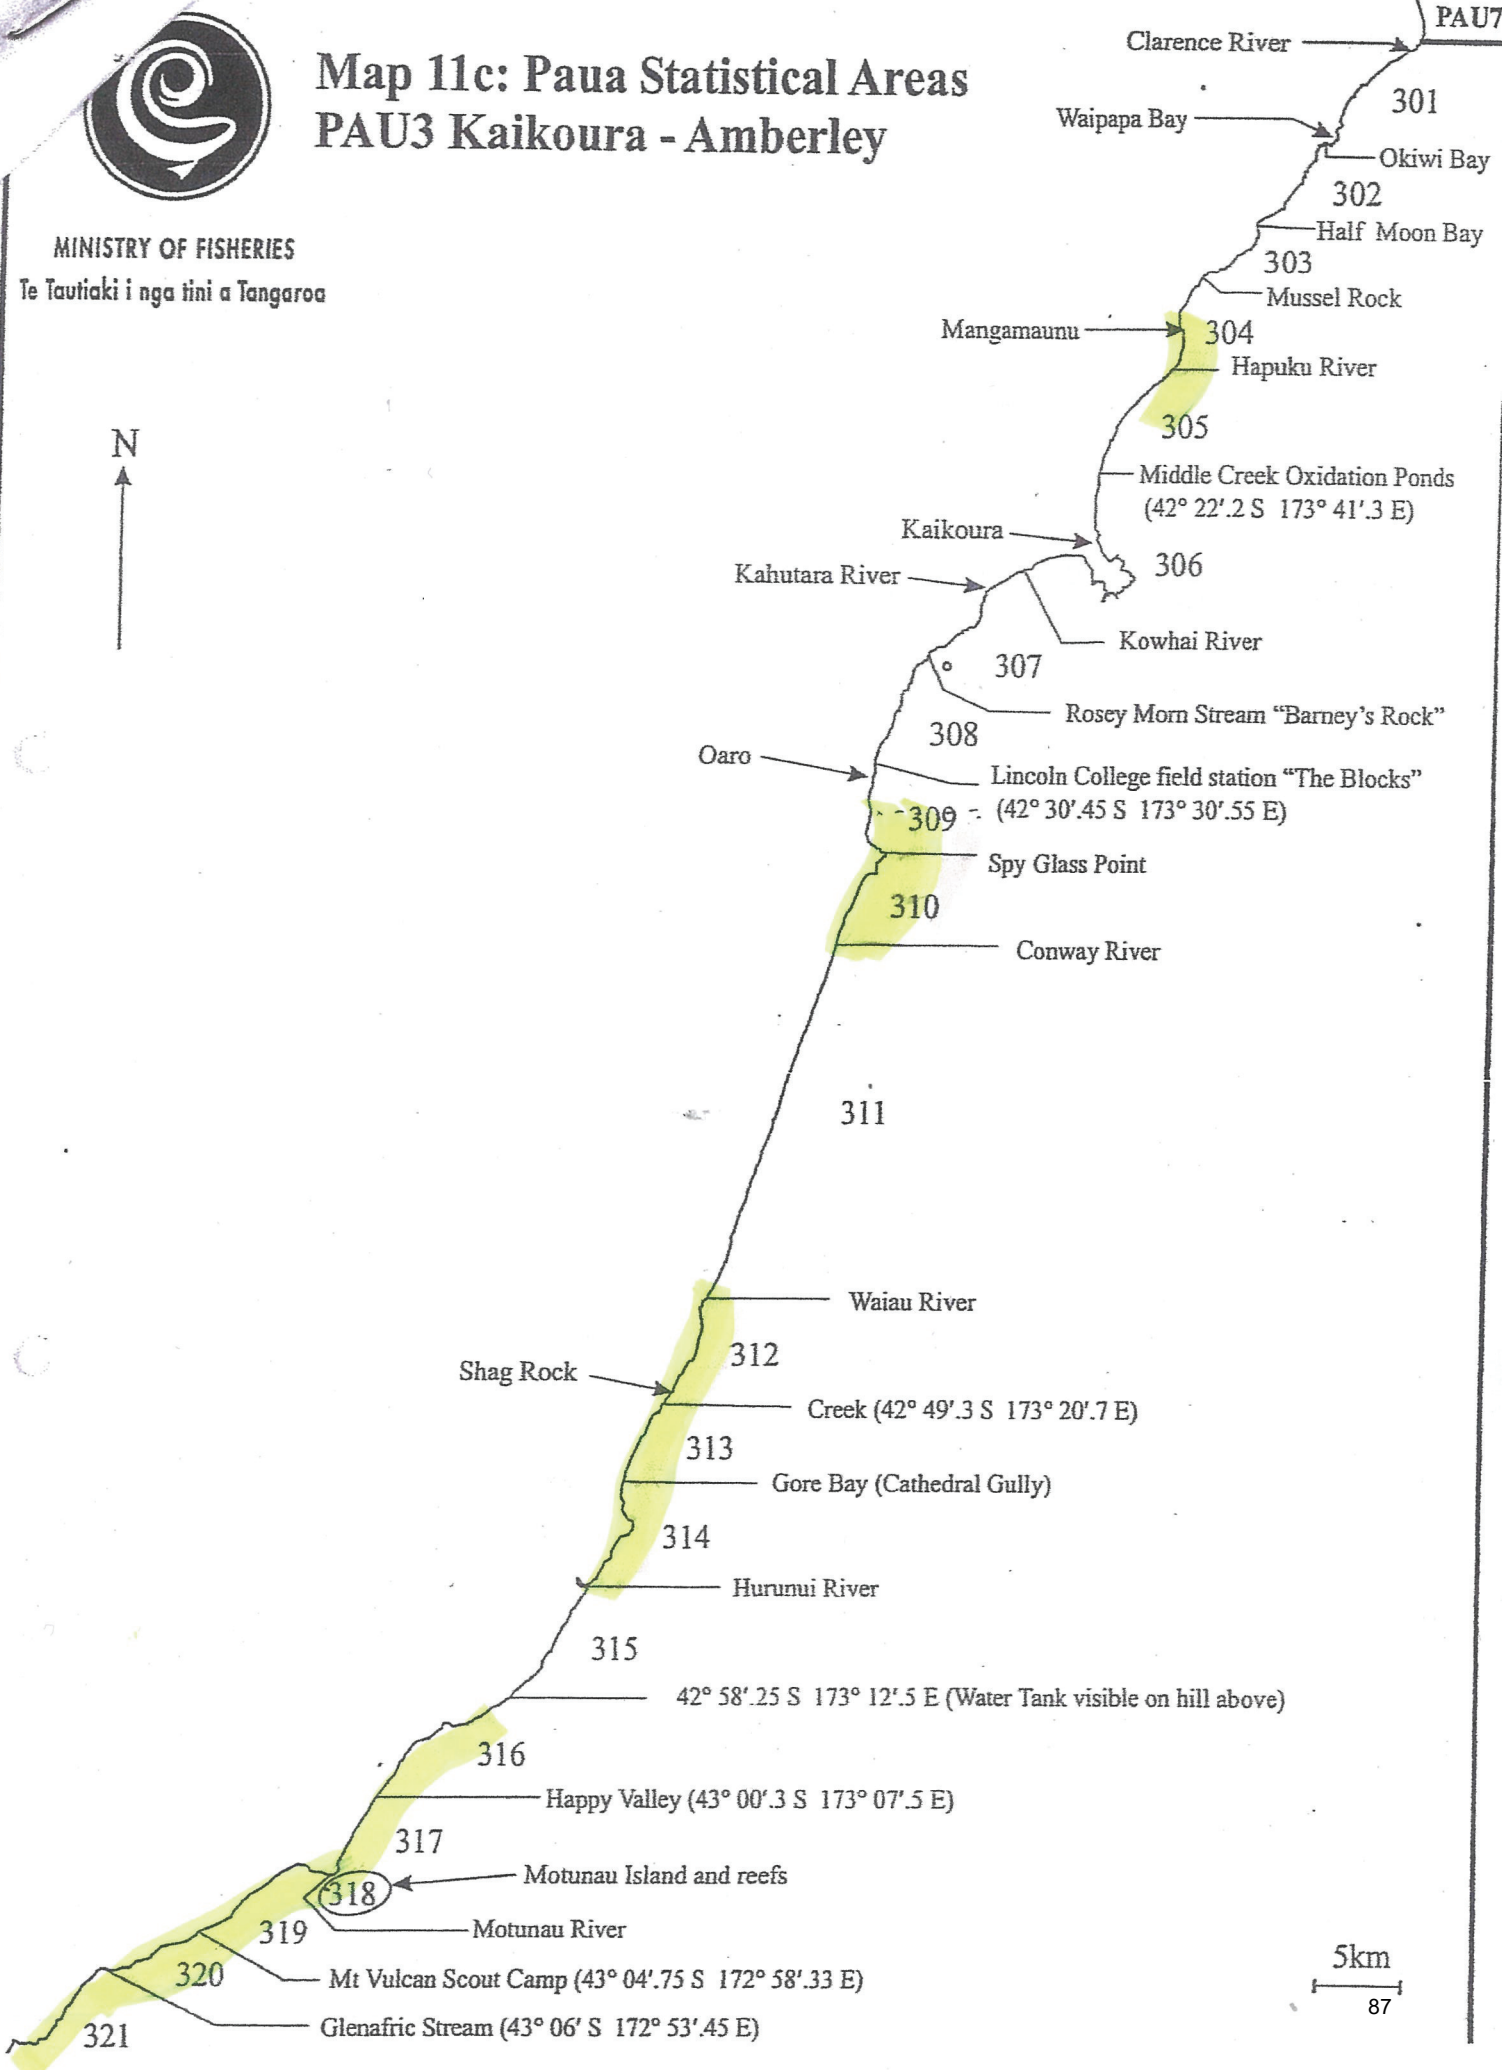 PAU7
Clarence River
Map 11c: Paua Statistical Areas
PAU3 Kaikoura - Amberley
301
Waipapa Bay
Okiwi Bay
302
MINISTRY OF FISHERIES
Half Moon Bay
303
Te Tautiaki i nga tini a Tangaroa
Mussel Rock
Mangamaunu
304
Hapuku River
305
N
Middle Creek Oxidation Ponds
(42° 22'.2 S 173° 41'.3 E)
Kaikoura
306
Kahutara River
Kowhai River
307
Rosey Morn Stream “Barney's Rock”
308
Oaro
Lincoln College field station “The Blocks”
309
(42° 30'.45 S 173° 30'.55 E)
Spy Glass Point
310
Conway River
311
Waiau River
312
Shag Rock
Creek (42° 49'.3 S 173° 20'.7 E)
313
Gore Bay (Cathedral Gully)
314
Hurunui River
315
42° 58'.25 S 173° 12'.5 E (Water Tank visible on hill above)
316
Happy Valley (43° 00'.3 S 173° 07'.5 E)
317
Motunau Island and reefs
318
Motunau River
319
5km
320
Mt Vulcan Scout Camp (43° 04'.75 S 172° 58'.33 E)
87
Glenafric Stream (43° 06' S 172° 53'.45 E)
321